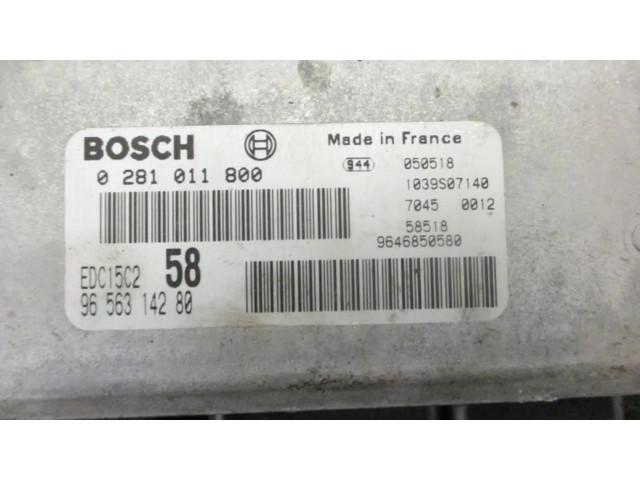 BOSCH
0 281 011 800
EDC15C2 58
96 563 142 80
Made in France
944 050518
1039S07140
7045 0012
58518
9646850580